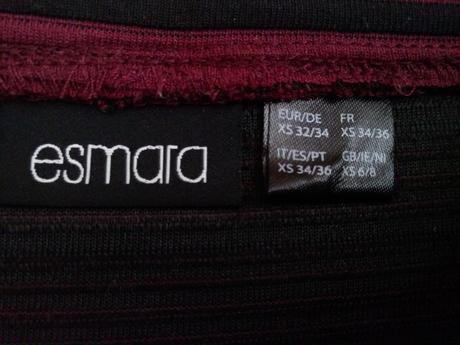 esmara
EUR/DE FR
XS 32/34 XS 34/36
IT/ES/PT GB/IE/NI
XS 34/36 XS 6/8